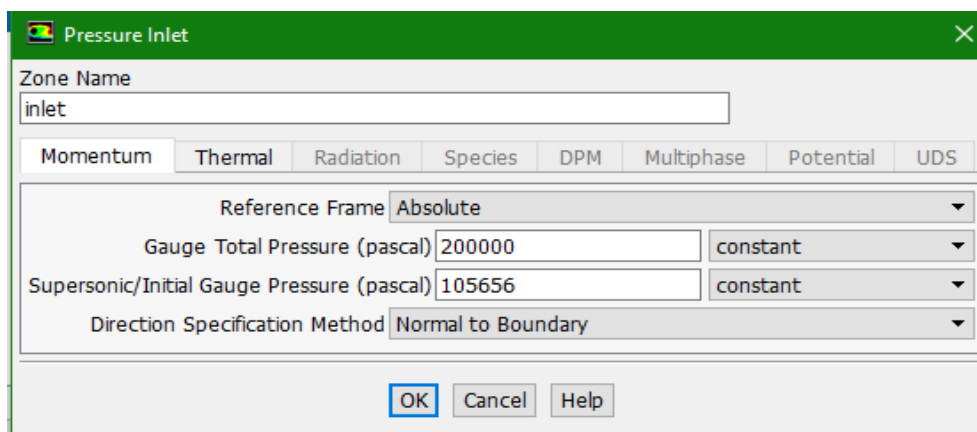 Pressure Inlet
Zone Name
inlet
Momentum Thermal Radiation Species DPM Multiphase Potential UDS
Reference Frame Absolute
Gauge Total Pressure (pascal) 200000 constant
Supersonic/Initial Gauge Pressure (pascal) 105656 constant
Direction Specification Method Normal to Boundary
OK Cancel Help